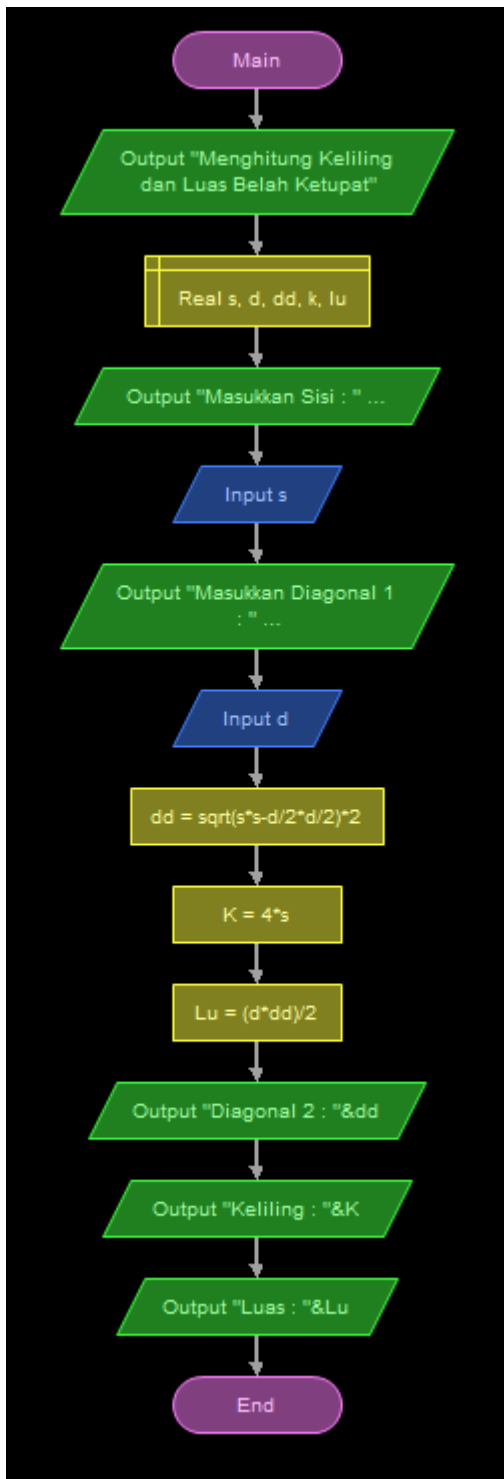 Main
Output "Menghitung Keliling
dan Luas Belah Ketupat"
Real s, d, dd, k, lu
Output "Masukkan Sisi : " ...
Input s
Output "Masukkan Diagonal 1
: " ...
Input d
dd = sqrt(s*s-d/2*d/2)*2
K = 4*s
Lu = (d*dd)/2
Output "Diagonal 2 : "&dd
Output "Keliling : "&K
Output "Luas : "&Lu
End